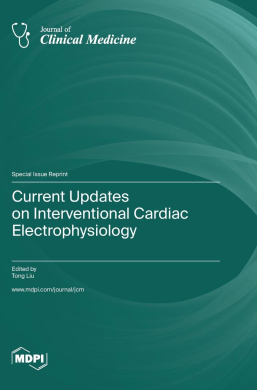 Journal of
Clinical Medicine
Special Issue Reprint
Current Updates
on Interventional Cardiac
Electrophysiology
Edited by
Tong Liu
www.mdpi.com/journal/jcm
MDPI